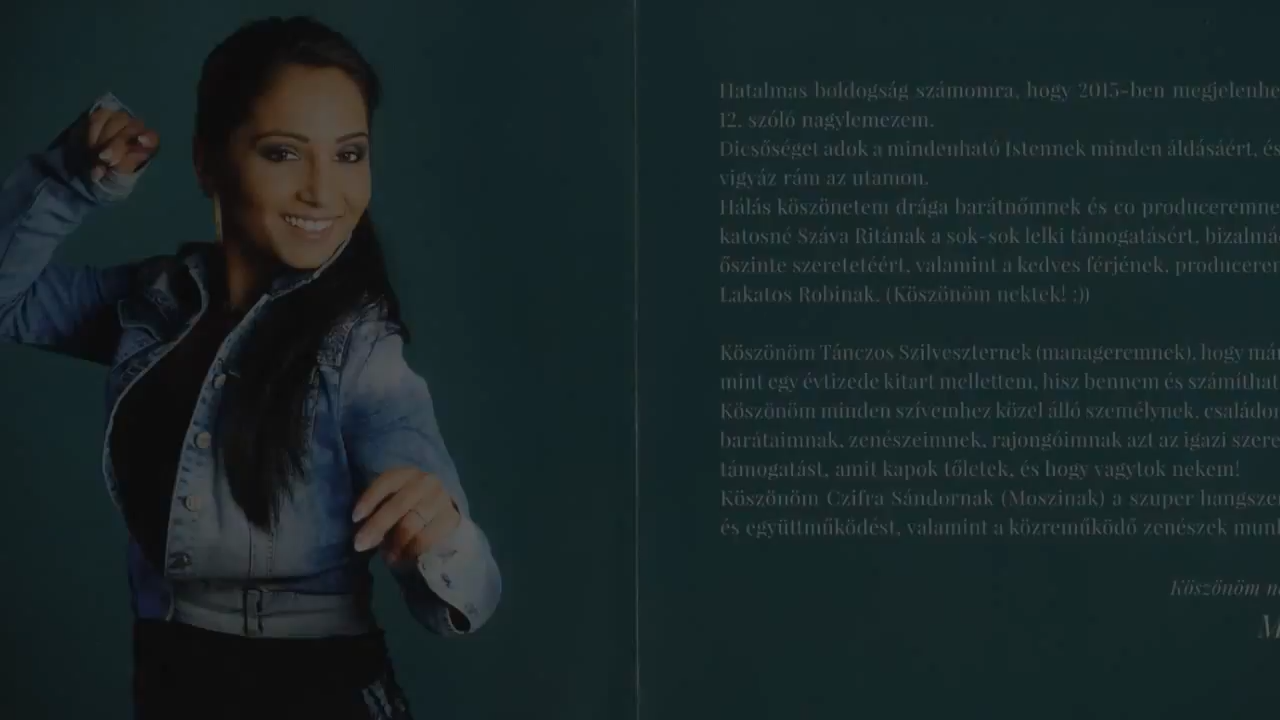 Hatalmas boldogság számomra, hogy 2015-ben megjelenhe
12. szóló nagylemezem.
Dicsőséget adok a mindenható Istennek minden áldásáért, és
vigyáz rám az utamon.
Hálás köszönetem drága barátnőmnek és co produceremne
katosné Száva Ritának a sok-sok lelki támogatásért, bizalmá
őszinte szeretetéért, valamint a kedves férjének, producerem
Lakatos Robinak. (Köszönöm nektek! :))
Köszönöm Tánczos Szilveszternek (manageremnek), hogy már
mint egy évtizede kitart mellettem, hisz bennem és számíthat
Köszönöm minden szívemhez közel álló személynek, családom
barátaimnak, zenészeimnek, rajongóimnak azt az igazi szere
támogatást, amit kapok tőletek, és hogy vagytok nekem!
Köszönöm Czifra Sándornak (Moszinak) a szuper hangszer
és együttműködést, valamint a közreműködő zenészek mun
Köszönöm
M